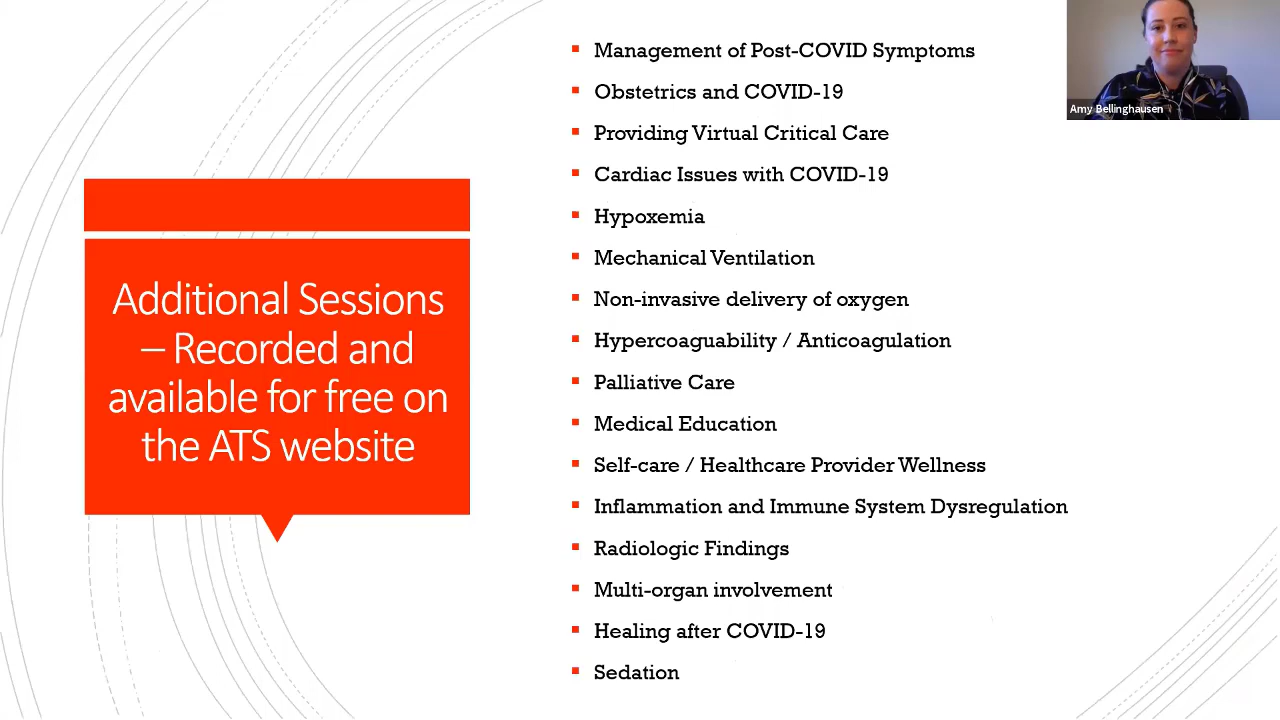 Additional Sessions
– Recorded and
available for free on
the ATS website
Management of Post-COVID Symptoms
Obstetrics and COVID-19
Providing Virtual Critical Care
Cardiac Issues with COVID-19
Hypoxemia
Mechanical Ventilation
Non-invasive delivery of oxygen
Hypercoaguability / Anticoagulation
Palliative Care
Medical Education
Self-care / Healthcare Provider Wellness
Inflammation and Immune System Dysregulation
Radiologic Findings
Multi-organ involvement
Healing after COVID-19
Sedation
Amy Bellinghausen